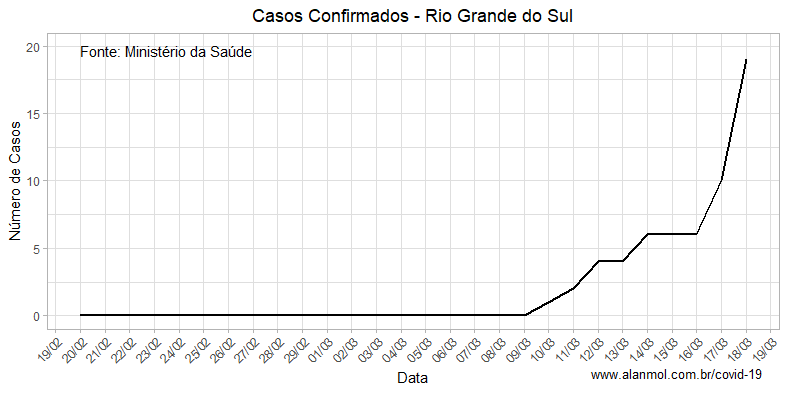 Casos Confirmados - Rio Grande do Sul
Fonte: Ministério da Saúde
Número de Casos
20
15
10
5
0
19/02 20/02 21/02 22/02 23/02 24/02 25/02 26/02 27/02 28/02 29/02 01/03 02/03 03/03 04/03 05/03 06/03 07/03 08/03 09/03 10/03 11/03 12/03 13/03 14/03 15/03 16/03 17/03 18/03 19/03
Data
www.alanmol.com.br/covid-19